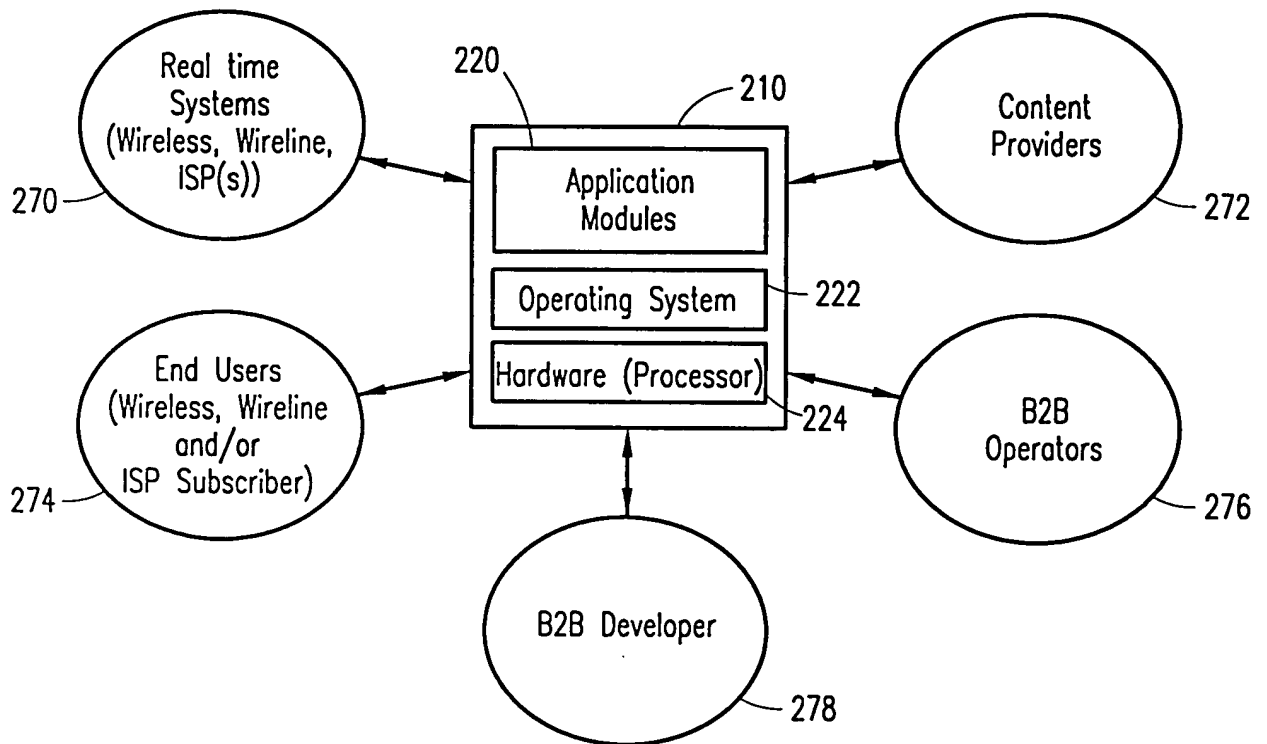 Real time
Systems
(Wireless, Wireline,
ISP(s))
270
220
210
Application
Modules
Operating System
222
Hardware (Processor)
224
Content
Providers
272
End Users
(Wireless, Wireline
and/or
ISP Subscriber)
274
B2B
Operators
276
B2B Developer
278